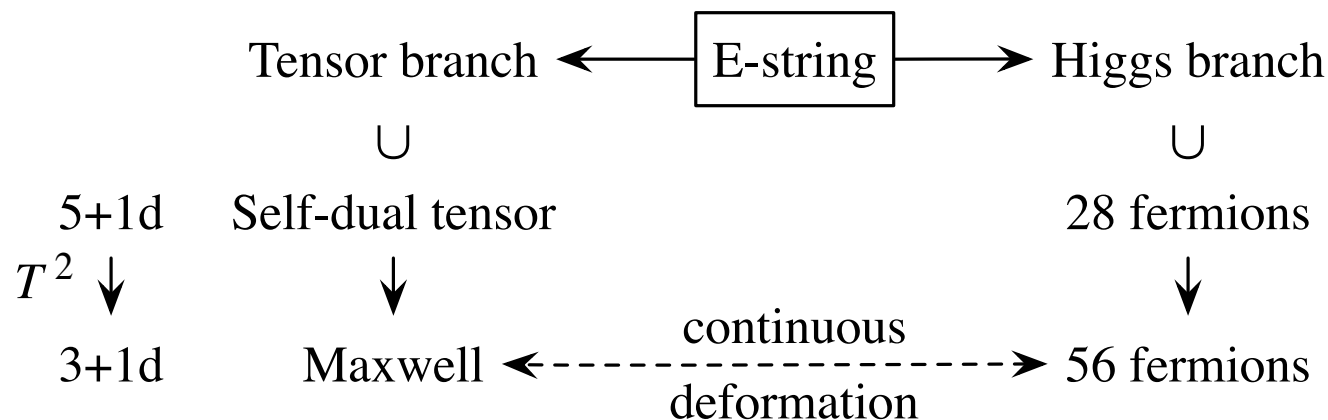 Tensor branch E-string Higgs branch
∪ ∪
5+1d Self-dual tensor 28 fermions
T²
continuous
3+1d Maxwell 56 fermions
deformation